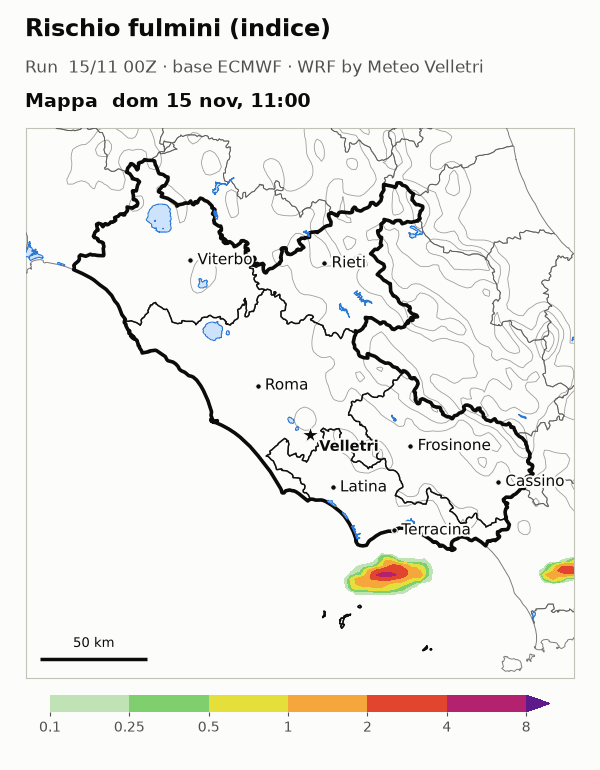 Rischio fulmini (indice)
Run  15/11 00Z · base ECMWF · WRF by Meteo Velletri
Mappa  dom 15 nov, 11:00
Viterbo
Rieti
Roma
Velletri
Frosinone
Latina
Cassino
Terracina
50 km
0.1 0.25 0.5 1 2 4 8